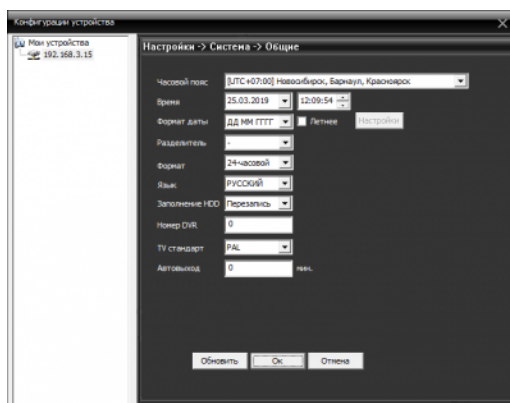 Конфигурации устройства
Мои устройства
192.168.3.15
Настройки -> Система -> Общие
Часовой пояс [UTC+07:00] Новосибирск, Барнаул, Красноярск
Время 25.03.2019 12:09:54
Формат даты ДД ММ ГГГГ Летнее Настройки
Разделитель -
Формат 24-часовой
Язык РУССКИЙ
Заполнение HDD Перезапись
Номер DVR 0
TV стандарт PAL
Автовыход 0 мин.
Обновить Ок Отмена